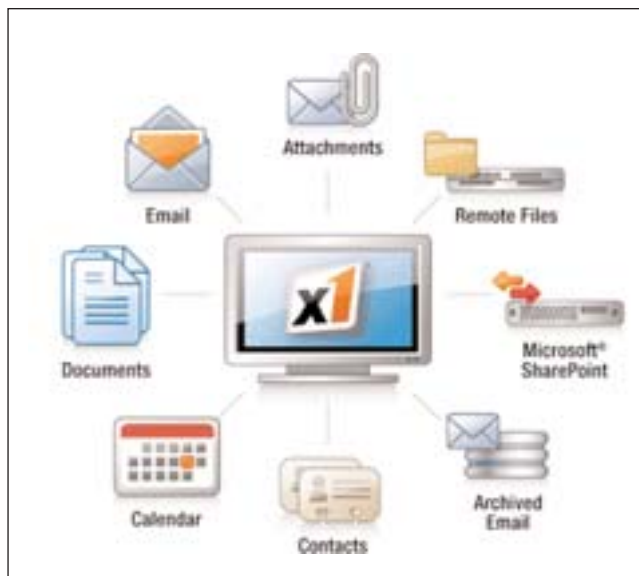 Attachments
Email
Remote Files
x1
Documents
Microsoft®
SharePoint
Calendar
Archived
Email
Contacts